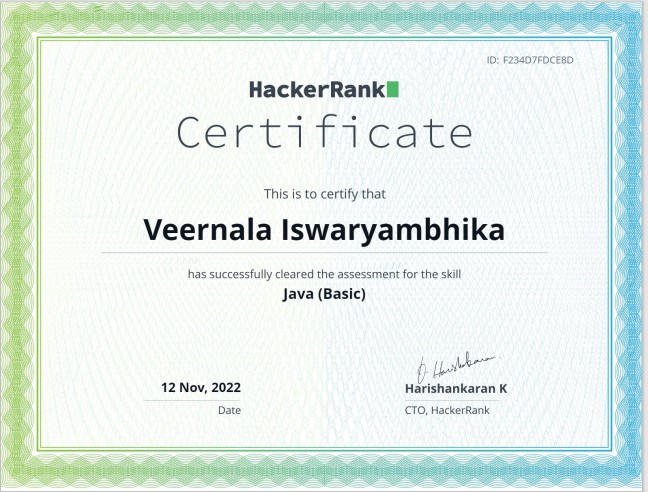 ID: F234D7FDCE8D
HackerRank
Certificate
This is to certify that
Veernala Iswaryambhika
has successfully cleared the assessment for the skill
Java (Basic)
12 Nov, 2022
Date
Harishankaran K
CTO, HackerRank